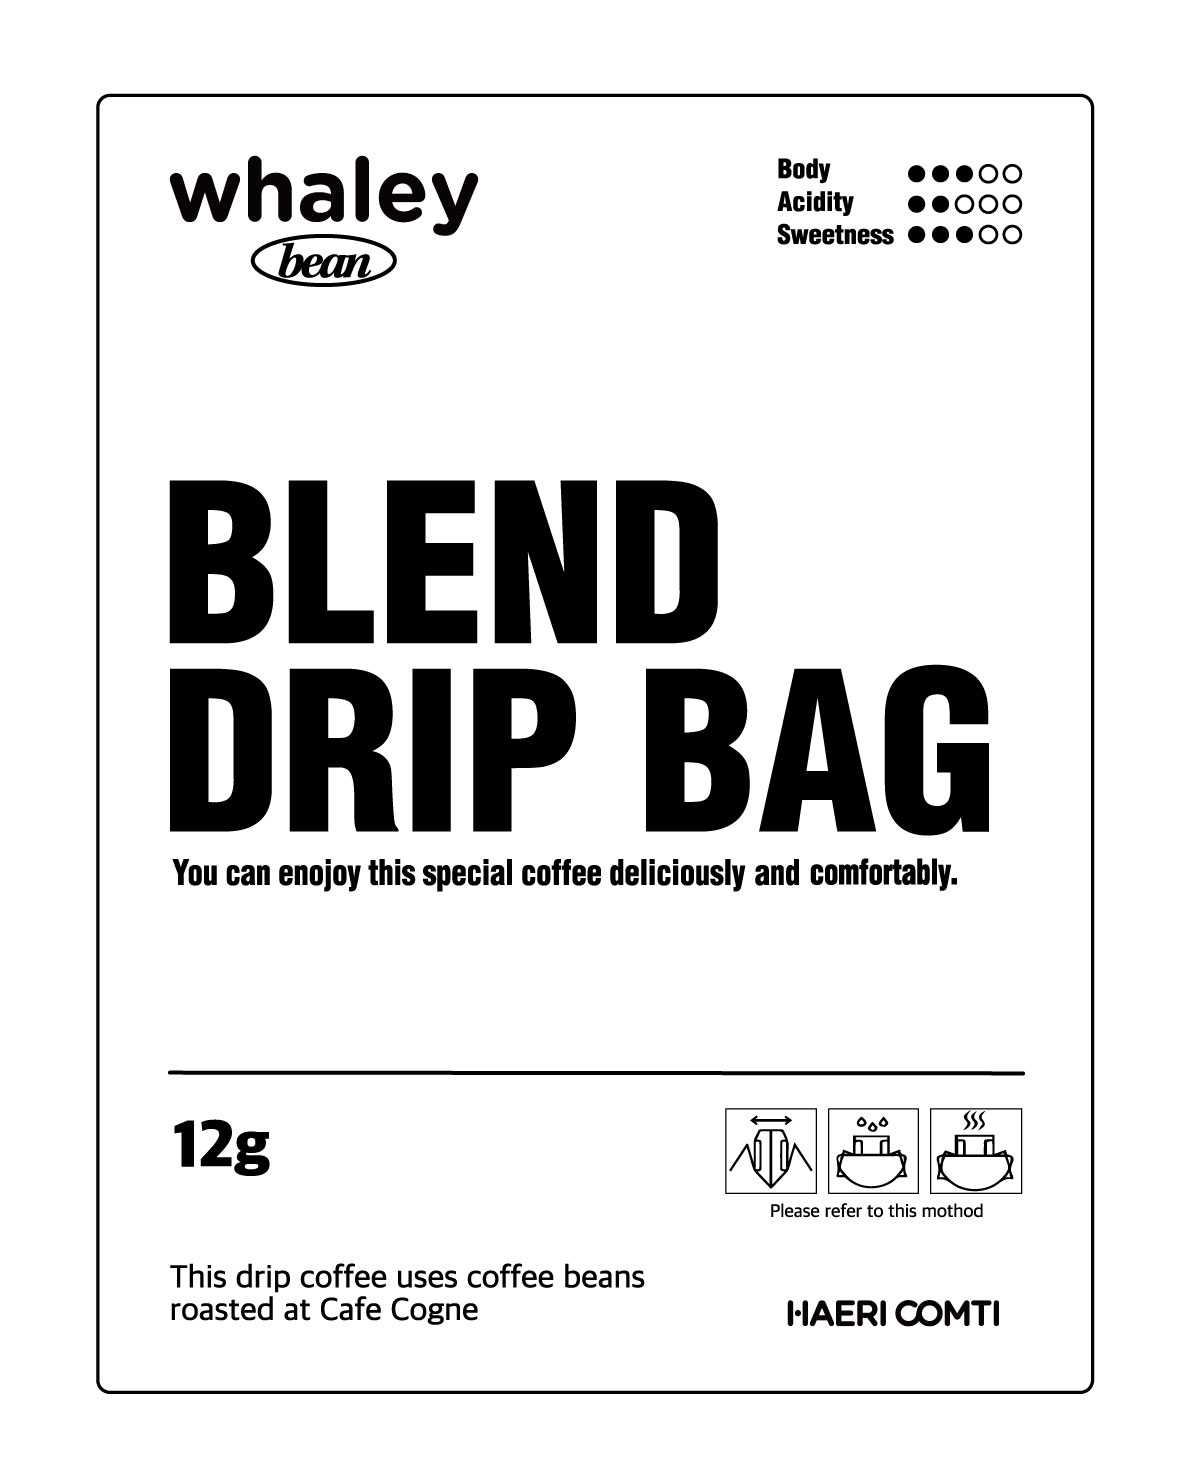 whaley
bean
Body
Acidity
Sweetness
BLEND
DRIP BAG
You can enojoy this special coffee deliciously and comfortably.
12g
Please refer to this mothod
This drip coffee uses coffee beans
roasted at Cafe Cogne
HAERI COMTI